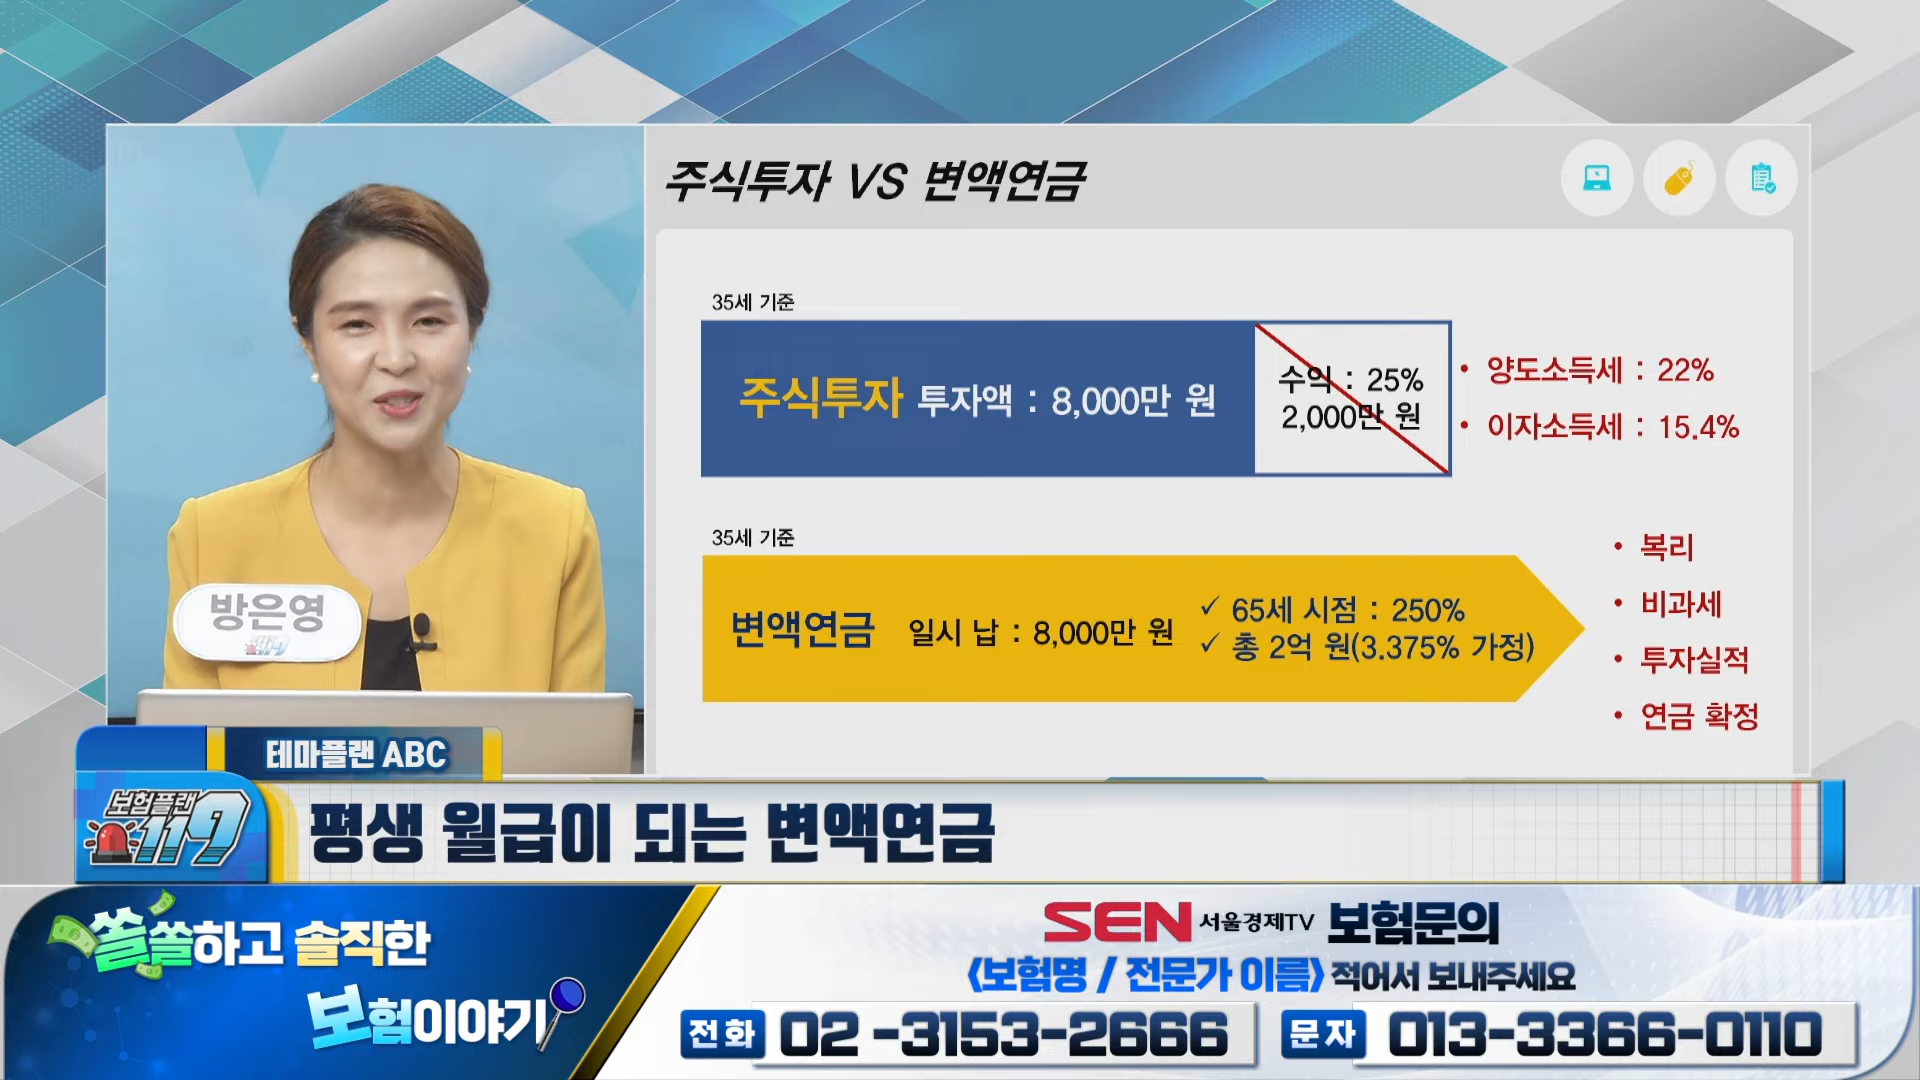 주식투자 VS 변액연금
35세 기준
주식투자 투자액 : 8,000만 원
수익 : 25%
2,000만 원
• 양도소득세 : 22%
• 이자소득세 : 15.4%
35세 기준
변액연금 일시 납 : 8,000만 원
✓ 65세 시점 : 250%
✓ 총 2억 원(3.375% 가정)
• 복리
• 비과세
• 투자실적
• 연금 확정
방은영
테마플랜 ABC
보험플랜
119
평생 월급이 되는 변액연금
쏠쏠하고 솔직한
보험이야기
SEN 서울경제TV 보험문의
<보험명 / 전문가 이름> 적어서 보내주세요
전화 02-3153-2666
문자 013-3366-0110